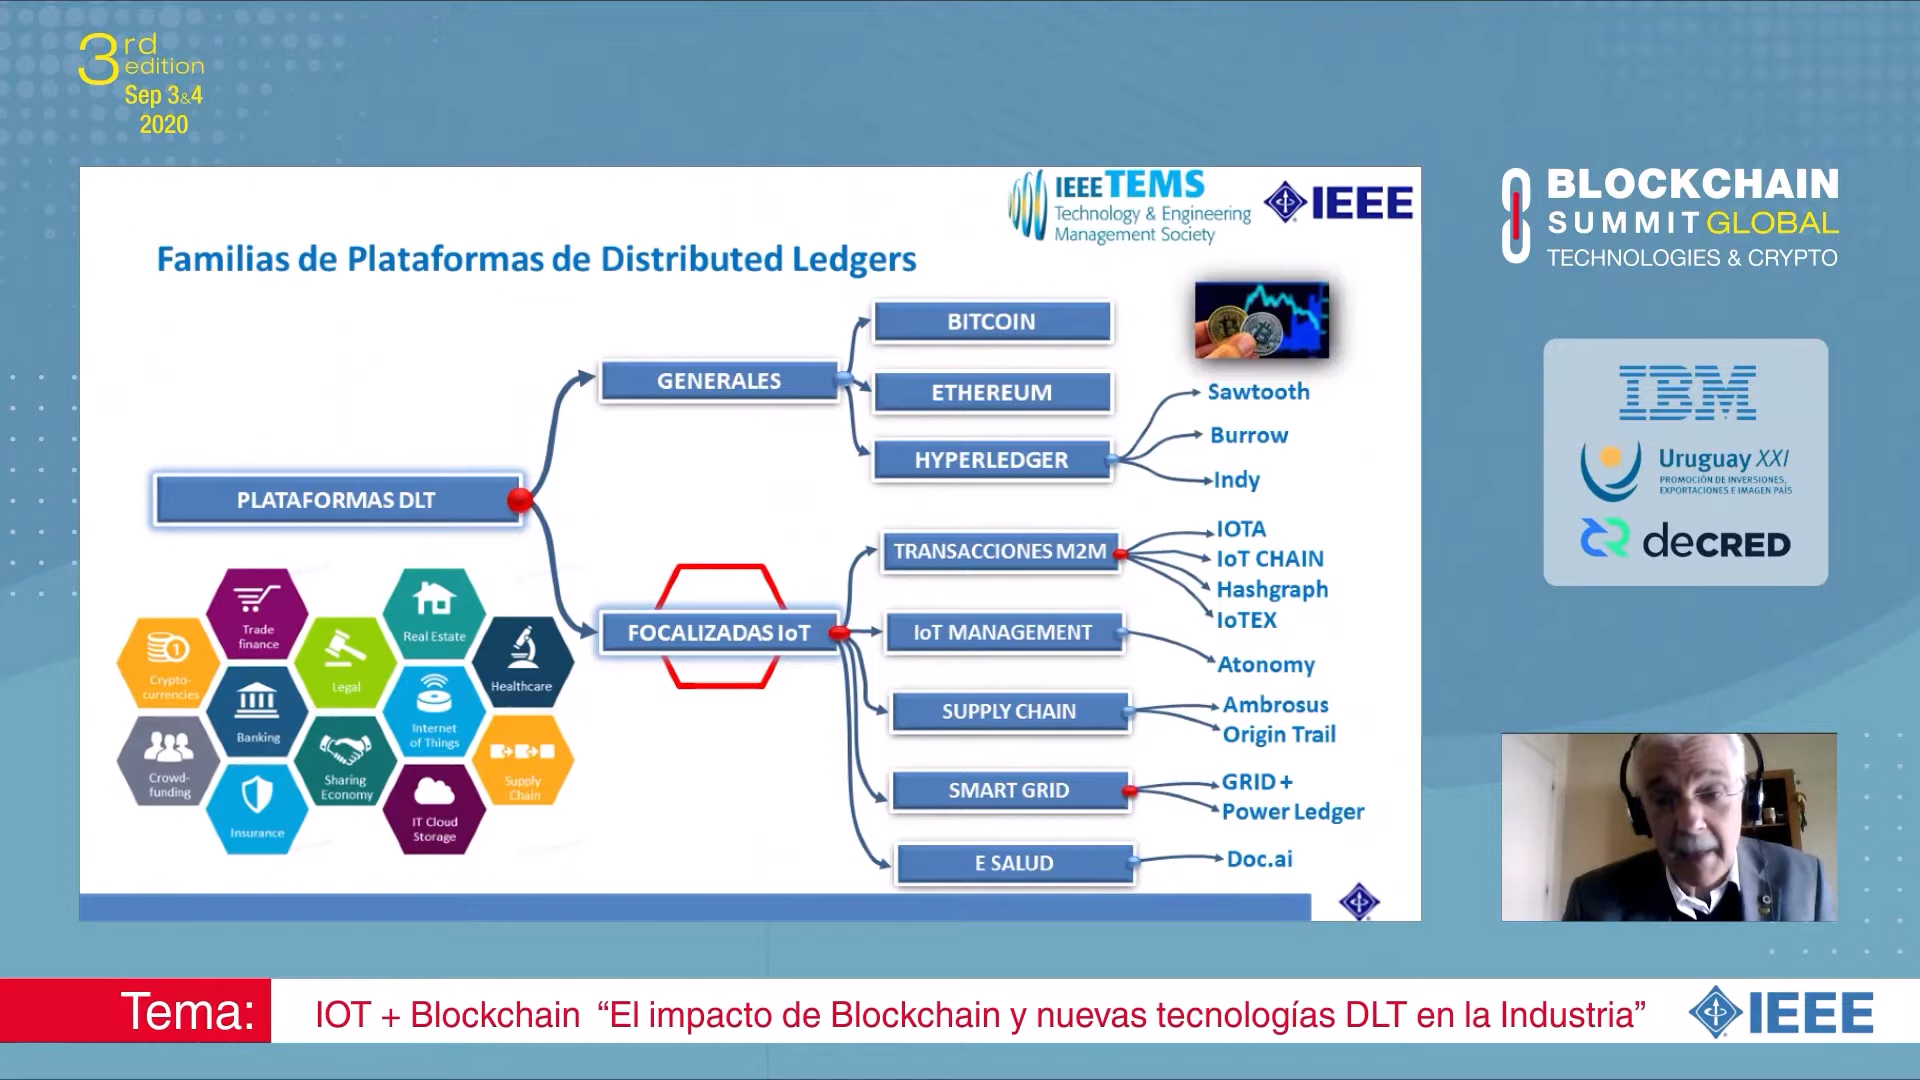 3rd
edition
Sep 3&4
2020
IEEE TEMS
Technology & Engineering
Management Society
IEEE
Familias de Plataformas de Distributed Ledgers
PLATAFORMAS DLT
GENERALES
BITCOIN
ETHEREUM
HYPERLEDGER
Sawtooth
Burrow
Indy
FOCALIZADAS IoT
TRANSACCIONES M2M
IOTA
IoT CHAIN
Hashgraph
IoTEX
IoT MANAGEMENT
Atonomy
SUPPLY CHAIN
Ambrosus
Origin Trail
SMART GRID
GRID +
Power Ledger
E SALUD
Doc.ai
Trade
finance
Real Estate
Crypto-
currencies
Legal
Healthcare
Banking
Internet
of Things
Crowd-
funding
Sharing
Economy
Supply
Chain
Insurance
IT Cloud
Storage
BLOCKCHAIN
SUMMIT GLOBAL
TECHNOLOGIES & CRYPTO
IBM
Uruguay XXI
PROMOCIÓN DE INVERSIONES,
EXPORTACIONES E IMAGEN PAÍS
deCRED
Tema:
IOT + Blockchain “El impacto de Blockchain y nuevas tecnologías DLT en la Industria”
IEEE